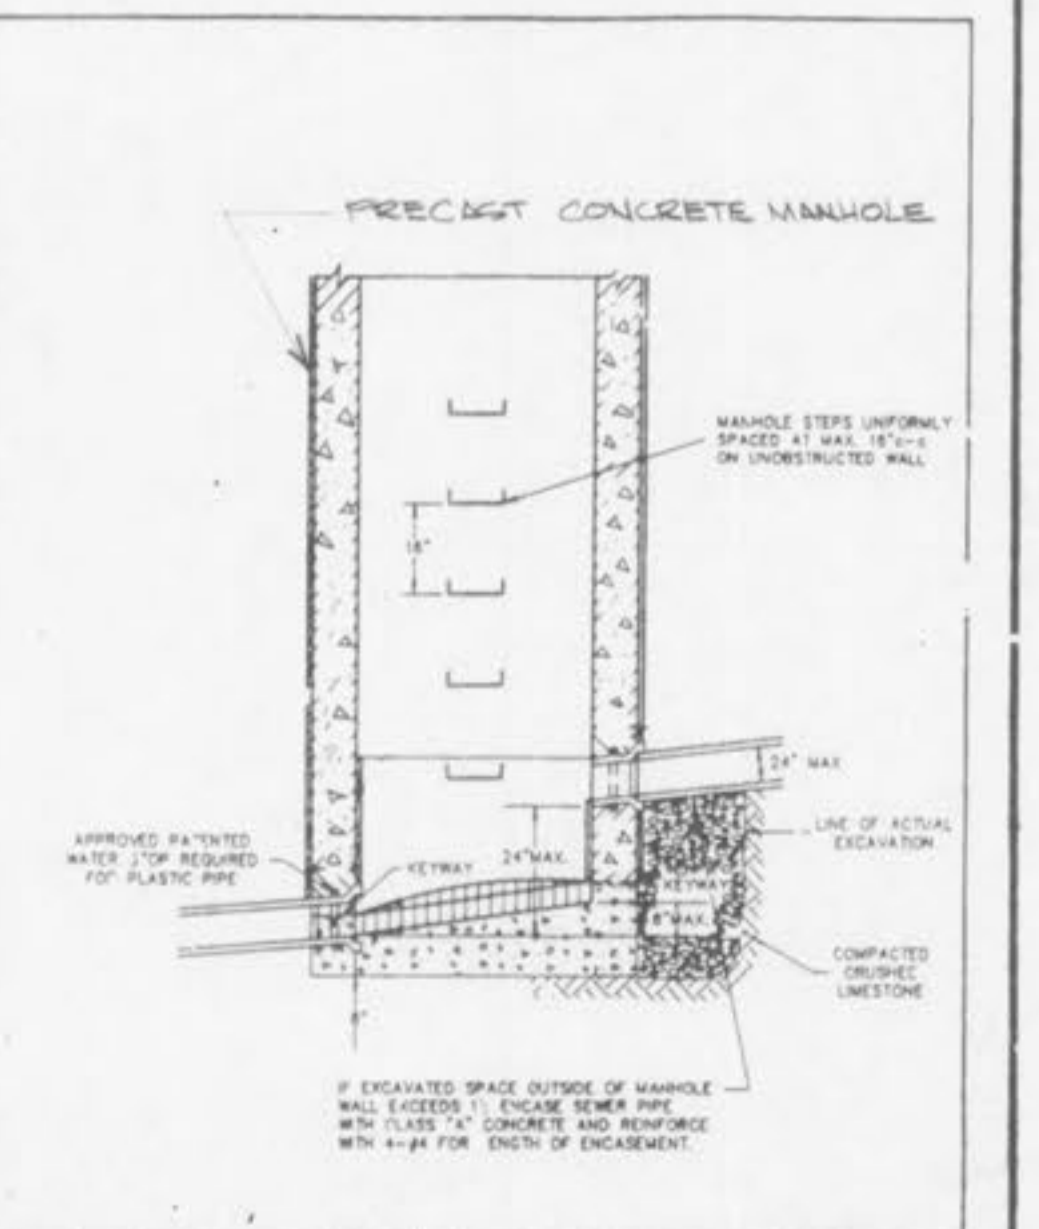 PRECAST CONCRETE MANHOLE
MANHOLE STEPS UNIFORMLY
SPACED AT MAX. 16"c-c
ON UNOBSTRUCTED WALL
16"
24" MAX
LINE OF ACTUAL
EXCAVATION
APPROVED PATENTED
WATER STOP REQUIRED
FOR PLASTIC PIPE
KEYWAY
24"MAX.
KEYWAY
MAX.
COMPACTED
CRUSHED
LIMESTONE
IF EXCAVATED SPACE OUTSIDE OF MANHOLE
WALL EXCEEDS ENCASE SEWER PIPE
WITH CLASS "A" CONCRETE AND REINFORCE
WITH 4-#4 FOR LENGTH OF ENCASEMENT.